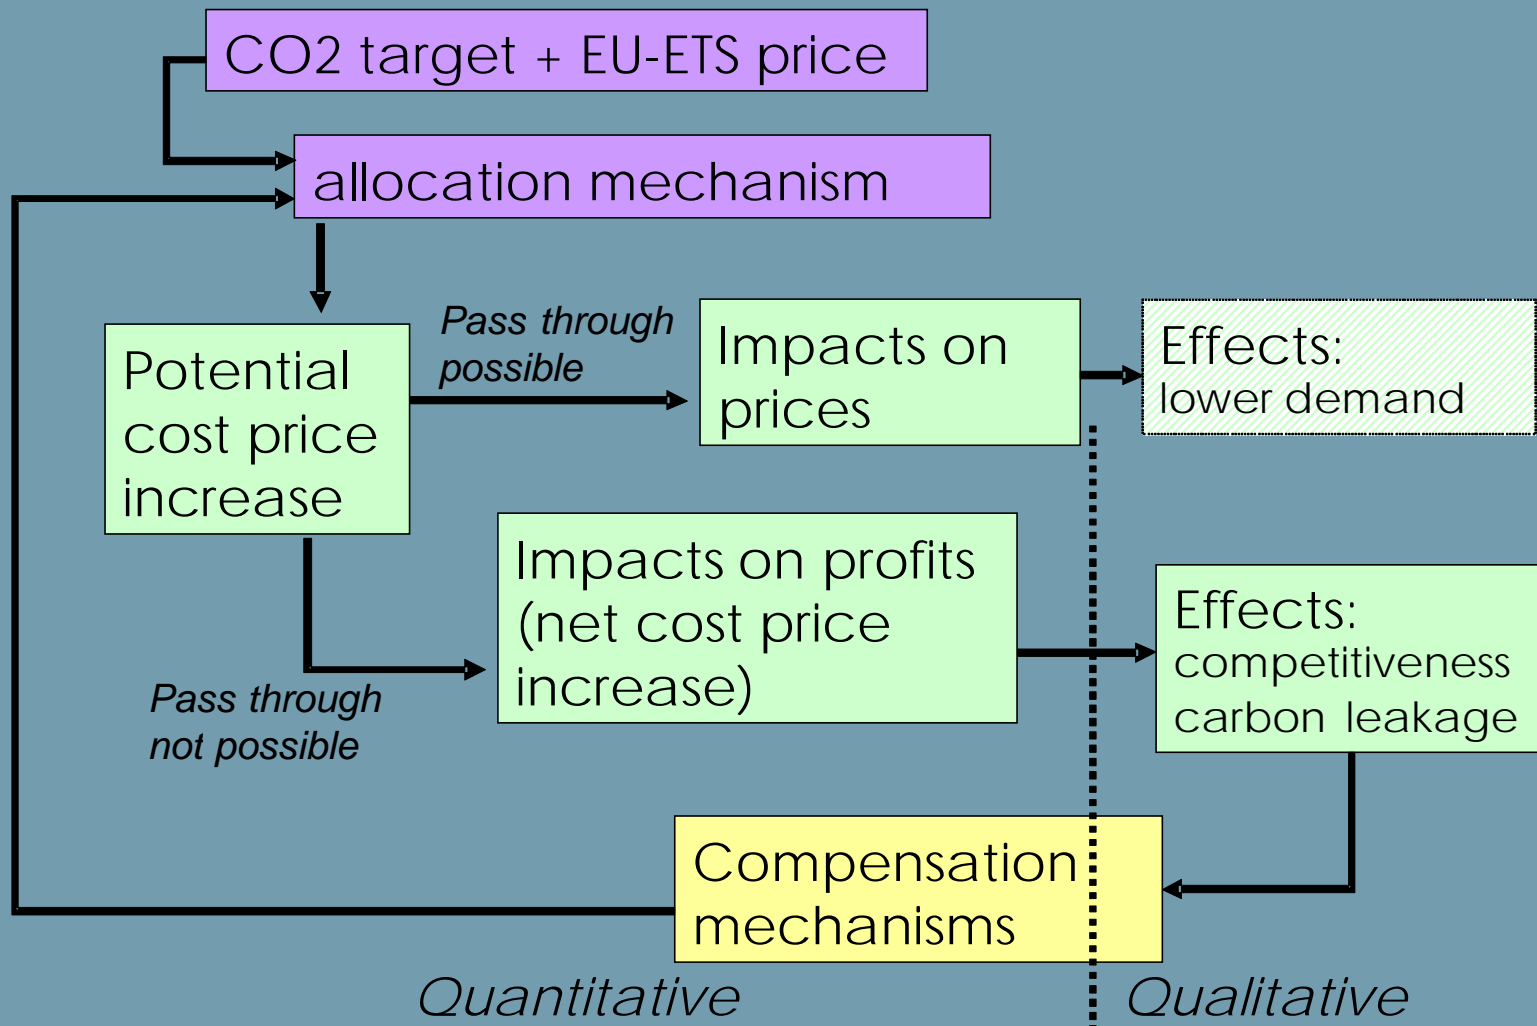 CO2 target + EU-ETS price
allocation mechanism
Pass through
possible
Potential
cost price
increase
Impacts on
prices
Effects:
lower demand
Impacts on profits
(net cost price
increase)
Pass through
not possible
Effects:
competitiveness
carbon leakage
Compensation
mechanisms
Quantitative
Qualitative